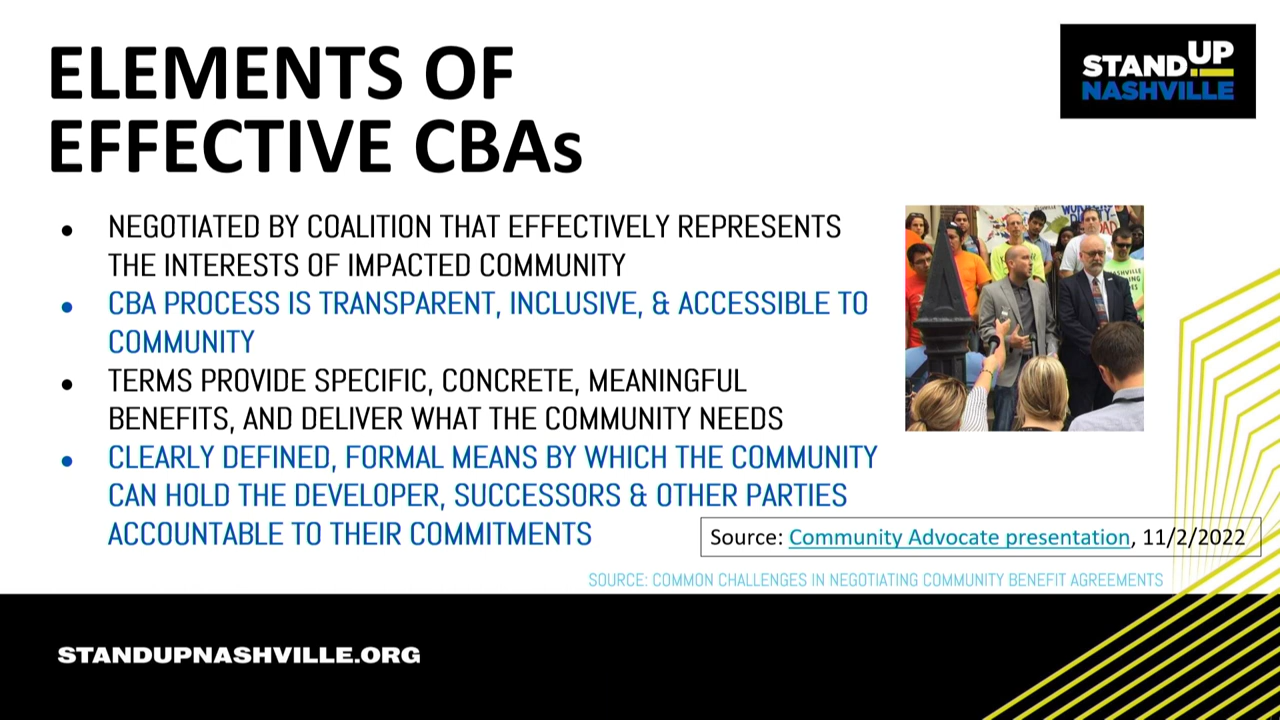 ELEMENTS OF
EFFECTIVE CBAs
STAND UP
NASHVILLE
• NEGOTIATED BY COALITION THAT EFFECTIVELY REPRESENTS
THE INTERESTS OF IMPACTED COMMUNITY
• CBA PROCESS IS TRANSPARENT, INCLUSIVE, & ACCESSIBLE TO
COMMUNITY
• TERMS PROVIDE SPECIFIC, CONCRETE, MEANINGFUL
BENEFITS, AND DELIVER WHAT THE COMMUNITY NEEDS
• CLEARLY DEFINED, FORMAL MEANS BY WHICH THE COMMUNITY
CAN HOLD THE DEVELOPER, SUCCESSORS & OTHER PARTIES
ACCOUNTABLE TO THEIR COMMITMENTS
Source: Community Advocate presentation, 11/2/2022
SOURCE: COMMON CHALLENGES IN NEGOTIATING COMMUNITY BENEFIT AGREEMENTS
STANDUPNASHVILLE.ORG